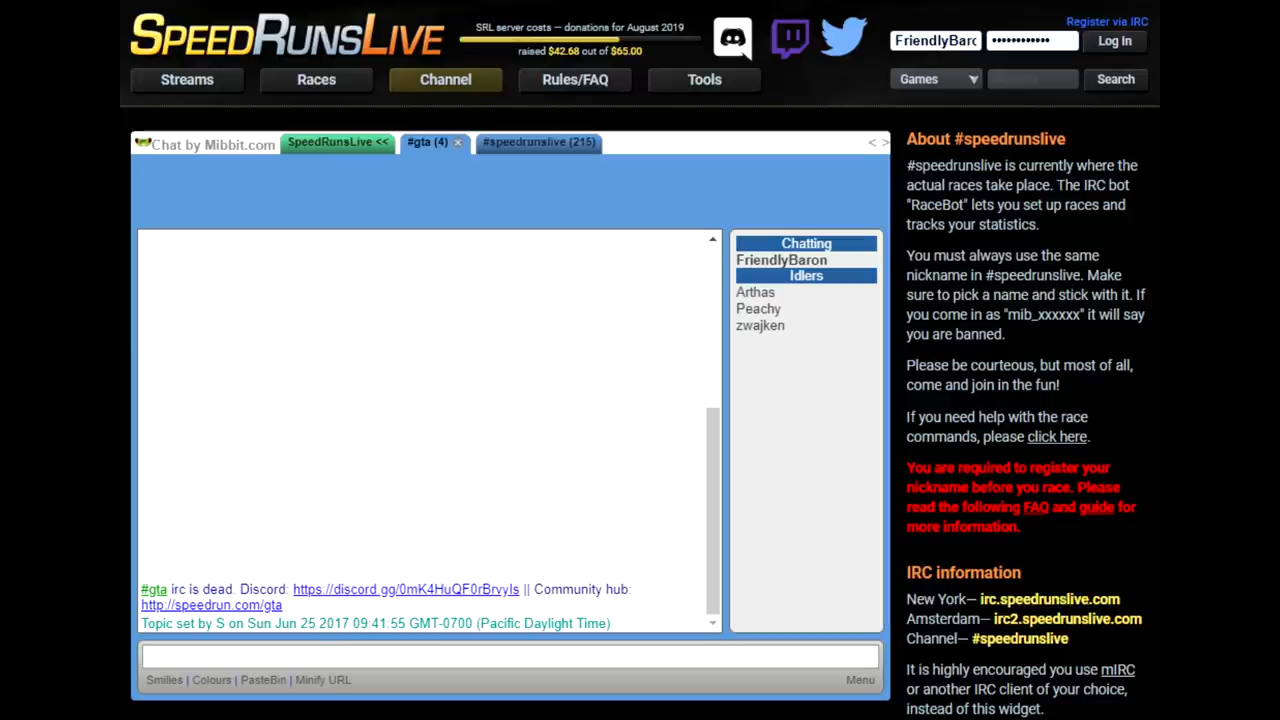 SPEEDRUNSLIVE
SRL server costs — donations for August 2019
raised $42.68 out of $65.00
Register via IRC
FriendlyBarc
••••••••••••
Log In
Streams
Races
Channel
Rules/FAQ
Tools
Games
Search
Chat by Mibbit.com
SpeedRunsLive <<
#gta (4)
#speedrunslive (215)
< >
Chatting
FriendlyBaron
Idlers
Arthas
Peachy
zwajken
#gta irc is dead. Discord: https://discord.gg/0mK4HuQF0rBrvyIs || Community hub:
http://speedrun.com/gta
Topic set by S on Sun Jun 25 2017 09:41:55 GMT-0700 (Pacific Daylight Time)
Smilies | Colours | PasteBin | Minify URL
Menu
About #speedrunslive
#speedrunslive is currently where the
actual races take place. The IRC bot
"RaceBot" lets you set up races and
tracks your statistics.
You must always use the same
nickname in #speedrunslive. Make
sure to pick a name and stick with it. If
you come in as "mib_xxxxxx" it will say
you are banned.
Please be courteous, but most of all,
come and join in the fun!
If you need help with the race
commands, please click here.
You are required to register your
nickname before you race. Please
read the following FAQ and guide for
more information.
IRC information
New York— irc.speedrunslive.com
Amsterdam— irc2.speedrunslive.com
Channel— #speedrunslive
It is highly encouraged you use mIRC
or another IRC client of your choice,
instead of this widget.